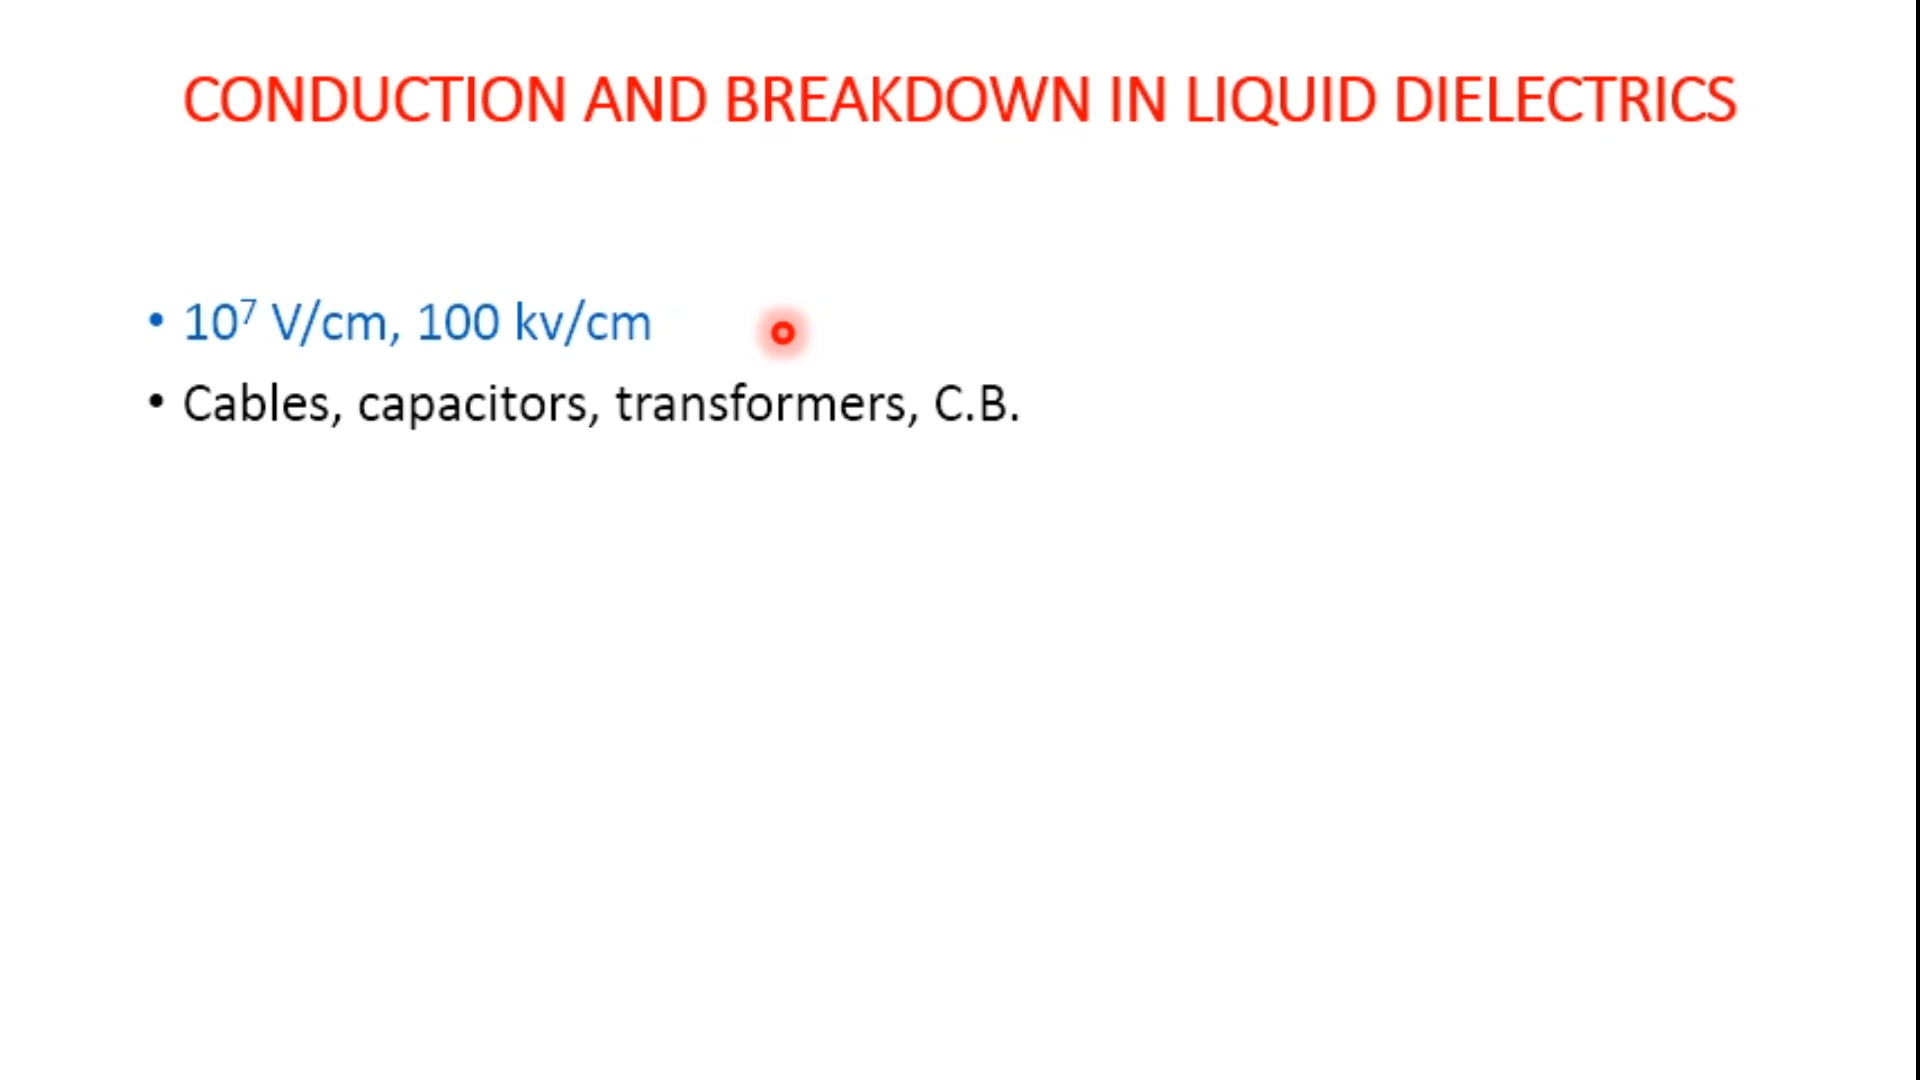 CONDUCTION AND BREAKDOWN IN LIQUID DIELECTRICS
• 10⁷ V/cm, 100 kv/cm
• Cables, capacitors, transformers, C.B.